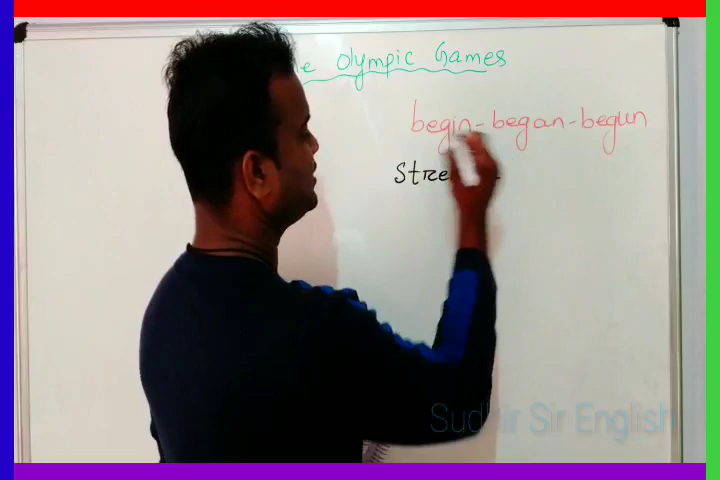 Olympic Games
begin - began - begun
Sudhir Sir English